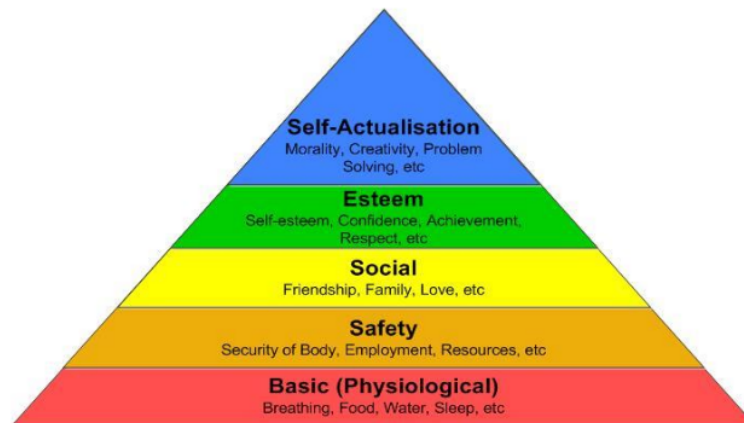 Self-Actualisation
Morality, Creativity, Problem
Solving, etc
Esteem
Self-esteem, Confidence, Achievement,
Respect, etc
Social
Friendship, Family, Love, etc
Safety
Security of Body, Employment, Resources, etc
Basic (Physiological)
Breathing, Food, Water, Sleep, etc